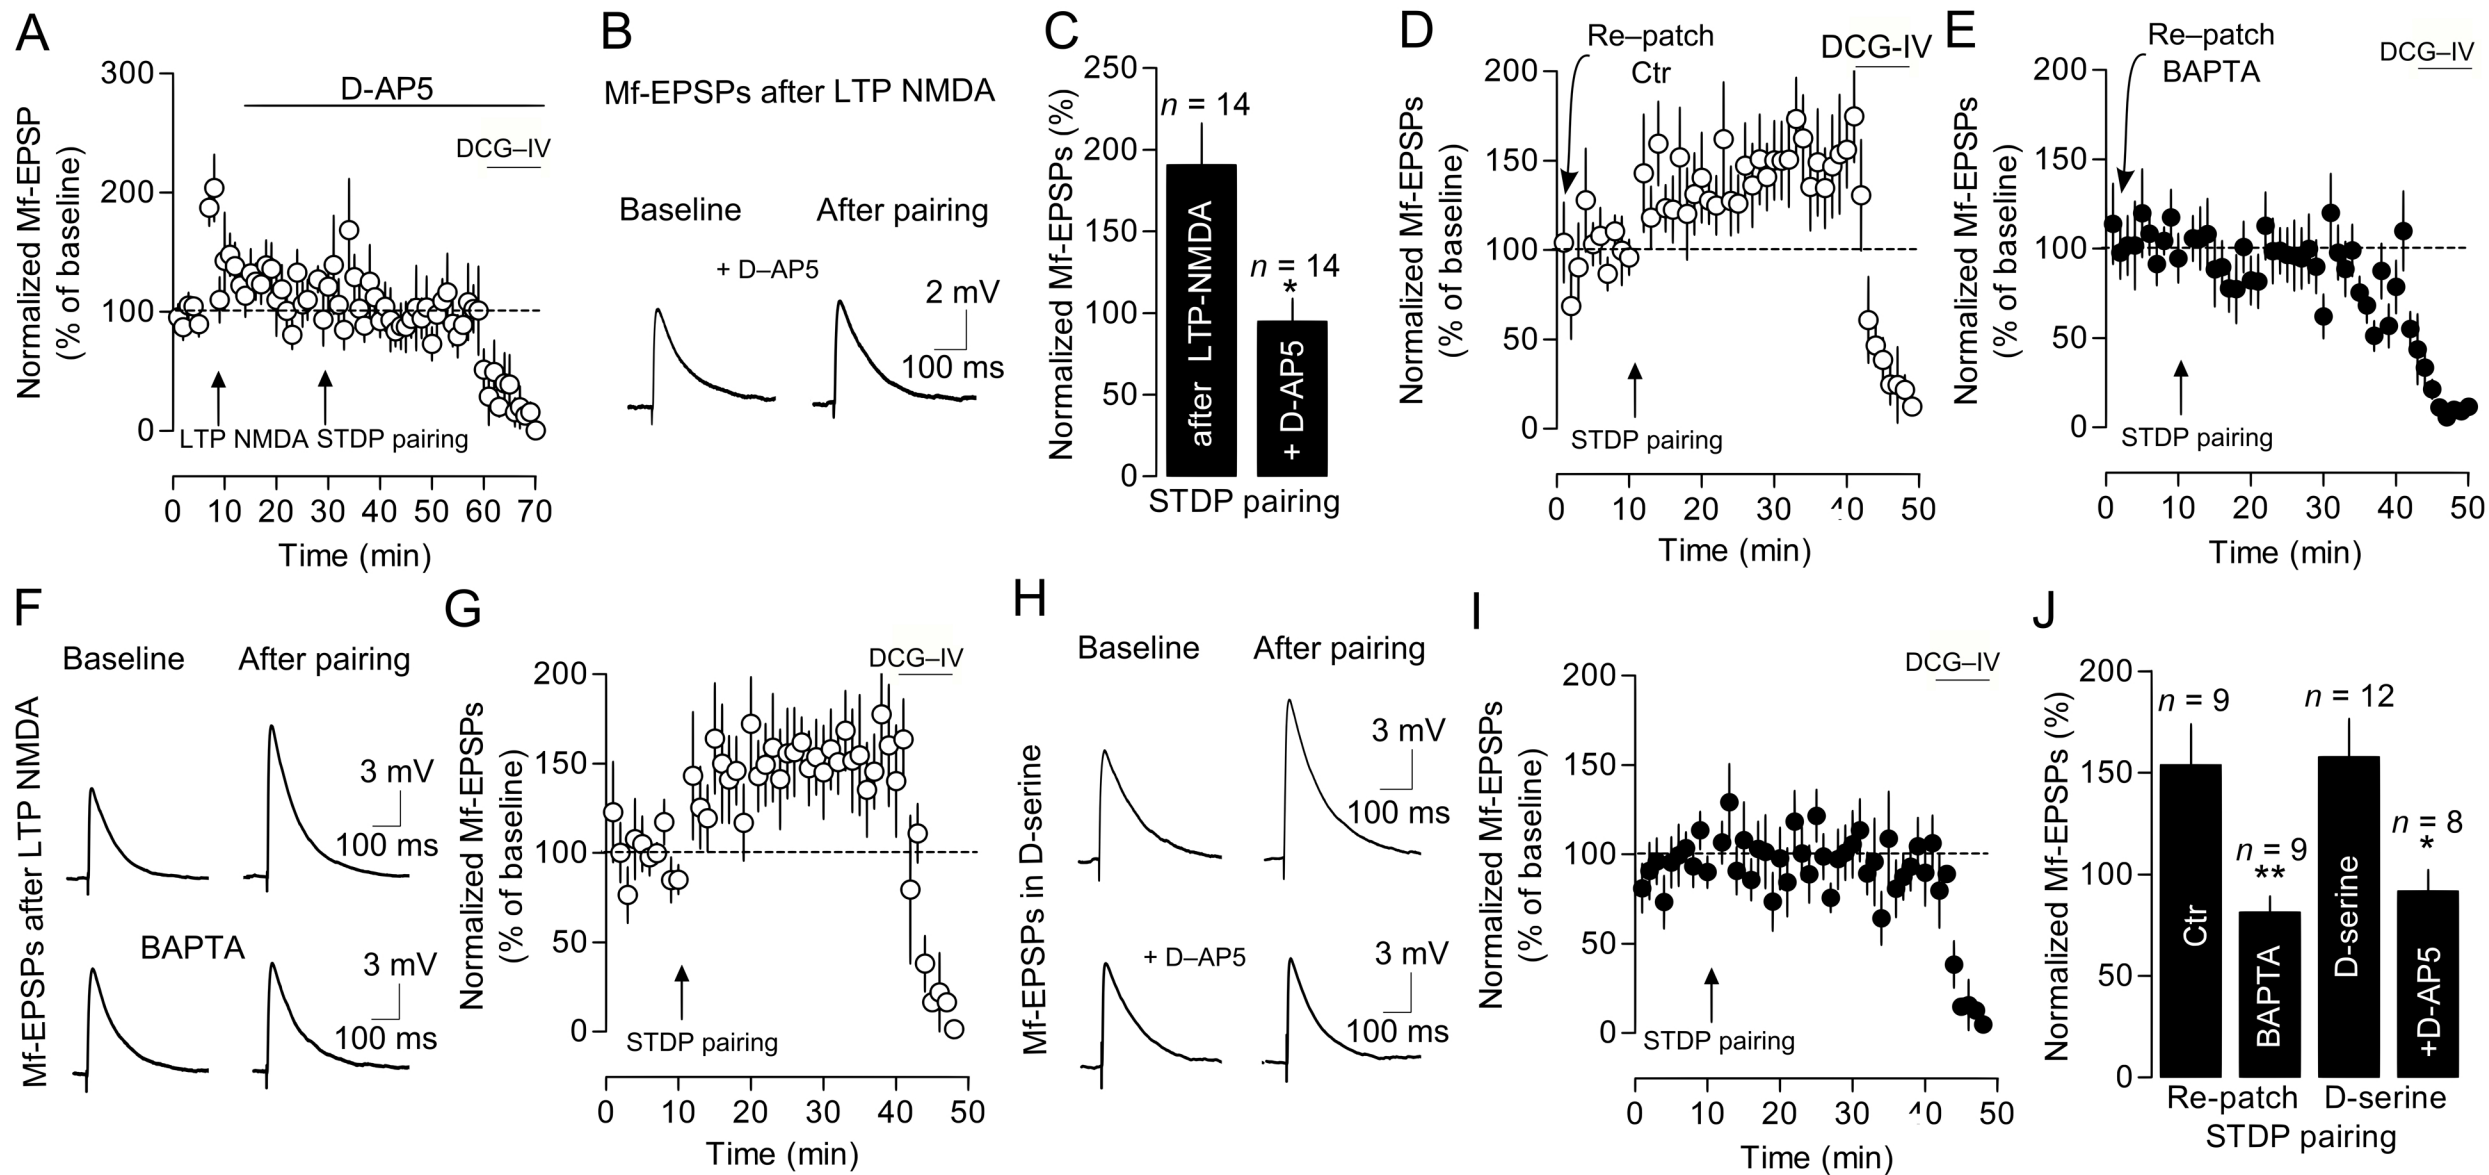 A
300
200
100
0
Normalized Mf-EPSP
(% of baseline)
D-AP5
DCG–IV
LTP NMDA STDP pairing
0 10 20 30 40 50 60 70
Time (min)
B
Mf-EPSPs after LTP NMDA
Baseline After pairing
+ D–AP5
2 mV
100 ms
C
250
200
150
100
50
0
Normalized Mf-EPSPs (%)
n = 14
n = 14
*
after LTP-NMDA
+ D-AP5
STDP pairing
D
200
150
100
50
0
Normalized Mf-EPSPs
(% of baseline)
Re–patch
Ctr
DCG-IV
STDP pairing
0 10 20 30 40 50
Time (min)
E
200
150
100
50
0
Normalized Mf-EPSPs
(% of baseline)
Re–patch
BAPTA
DCG–IV
STDP pairing
0 10 20 30 40 50
Time (min)
F
Mf-EPSPs after LTP NMDA
Baseline After pairing
3 mV
100 ms
BAPTA
3 mV
100 ms
G
200
150
100
50
0
Normalized Mf-EPSPs
(% of baseline)
DCG–IV
STDP pairing
0 10 20 30 40 50
Time (min)
H
Mf-EPSPs in D-serine
Baseline After pairing
3 mV
100 ms
+ D–AP5
3 mV
100 ms
I
200
150
100
50
0
Normalized Mf-EPSPs
(% of baseline)
DCG–IV
STDP pairing
0 10 20 30 40 50
Time (min)
J
200
150
100
50
0
Normalized Mf-EPSPs (%)
n = 9
n = 9
**
n = 12
n = 8
*
Ctr
BAPTA
D-serine
+D-AP5
Re-patch D-serine
STDP pairing